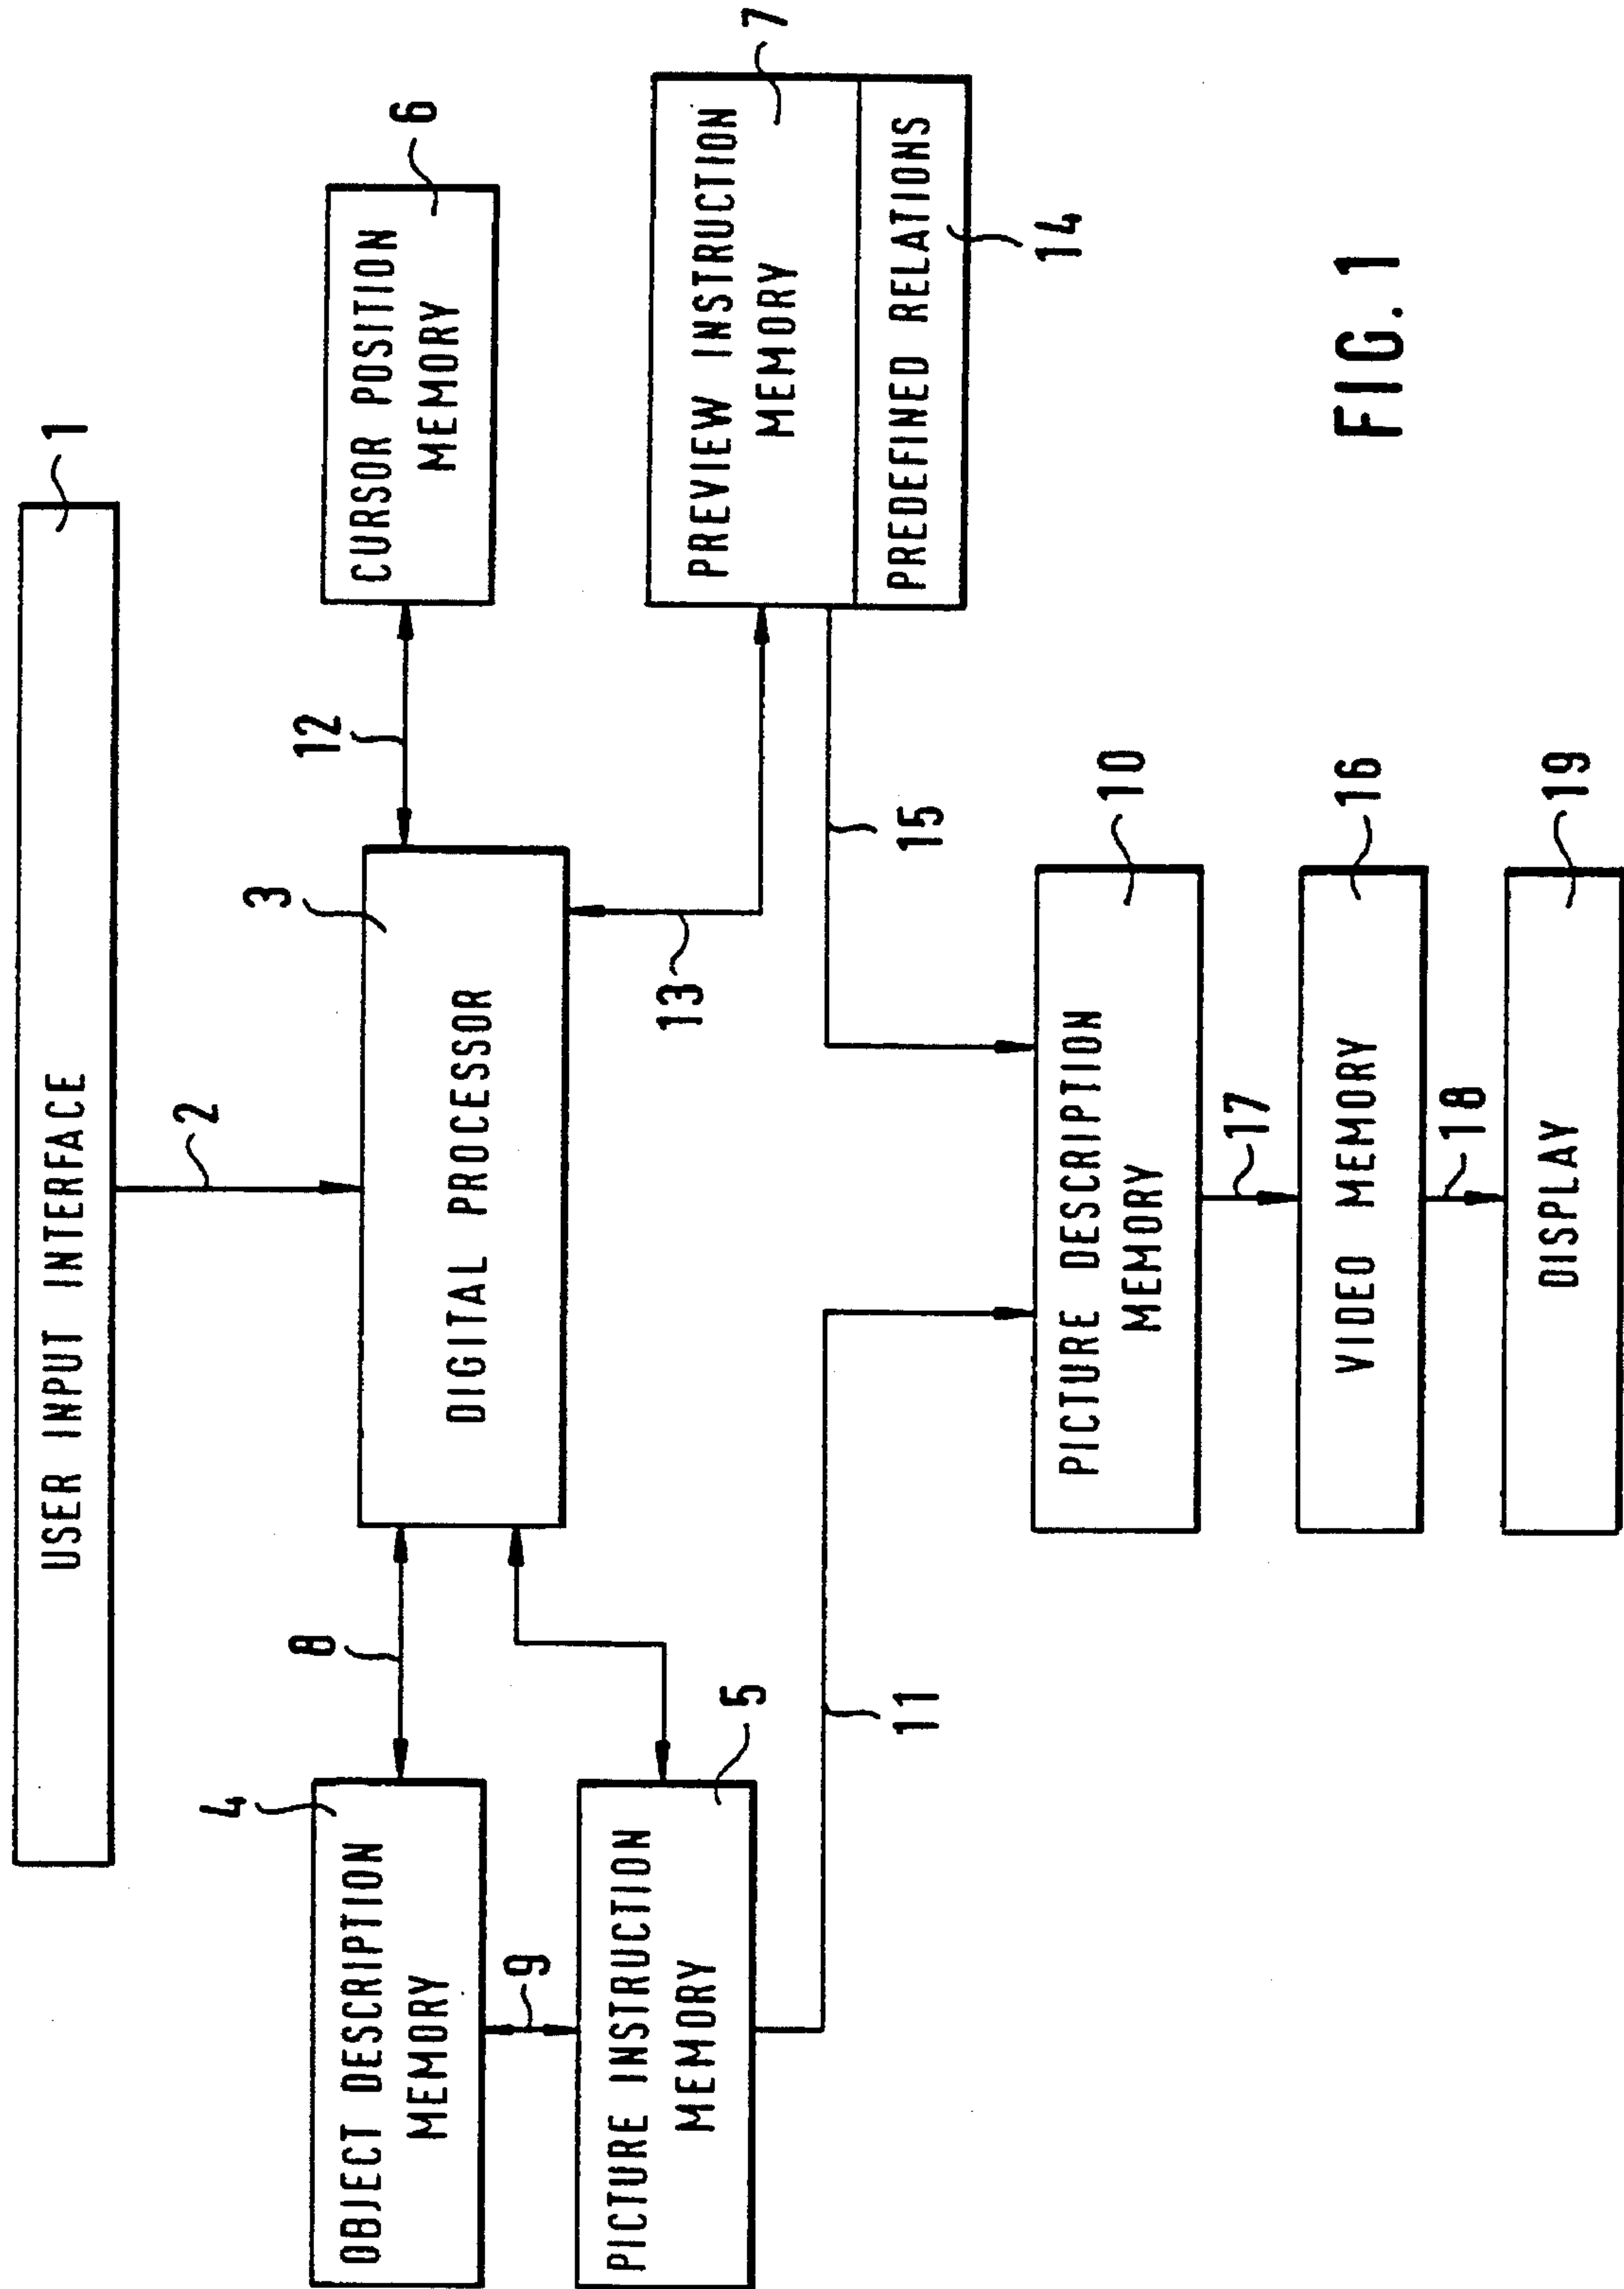 1
USER INPUT INTERFACE
2
3
DIGITAL PROCESSOR
4
OBJECT DESCRIPTION
MEMORY
8
12
6
CURSOR POSITION
MEMORY
9
5
PICTURE INSTRUCTION
MEMORY
13
7
PREVIEW INSTRUCTION
MEMORY
PREDEFINED RELATIONS
14
11
15
10
PICTURE DESCRIPTION
MEMORY
17
16
VIDEO MEMORY
18
19
DISPLAY
FIG. 1